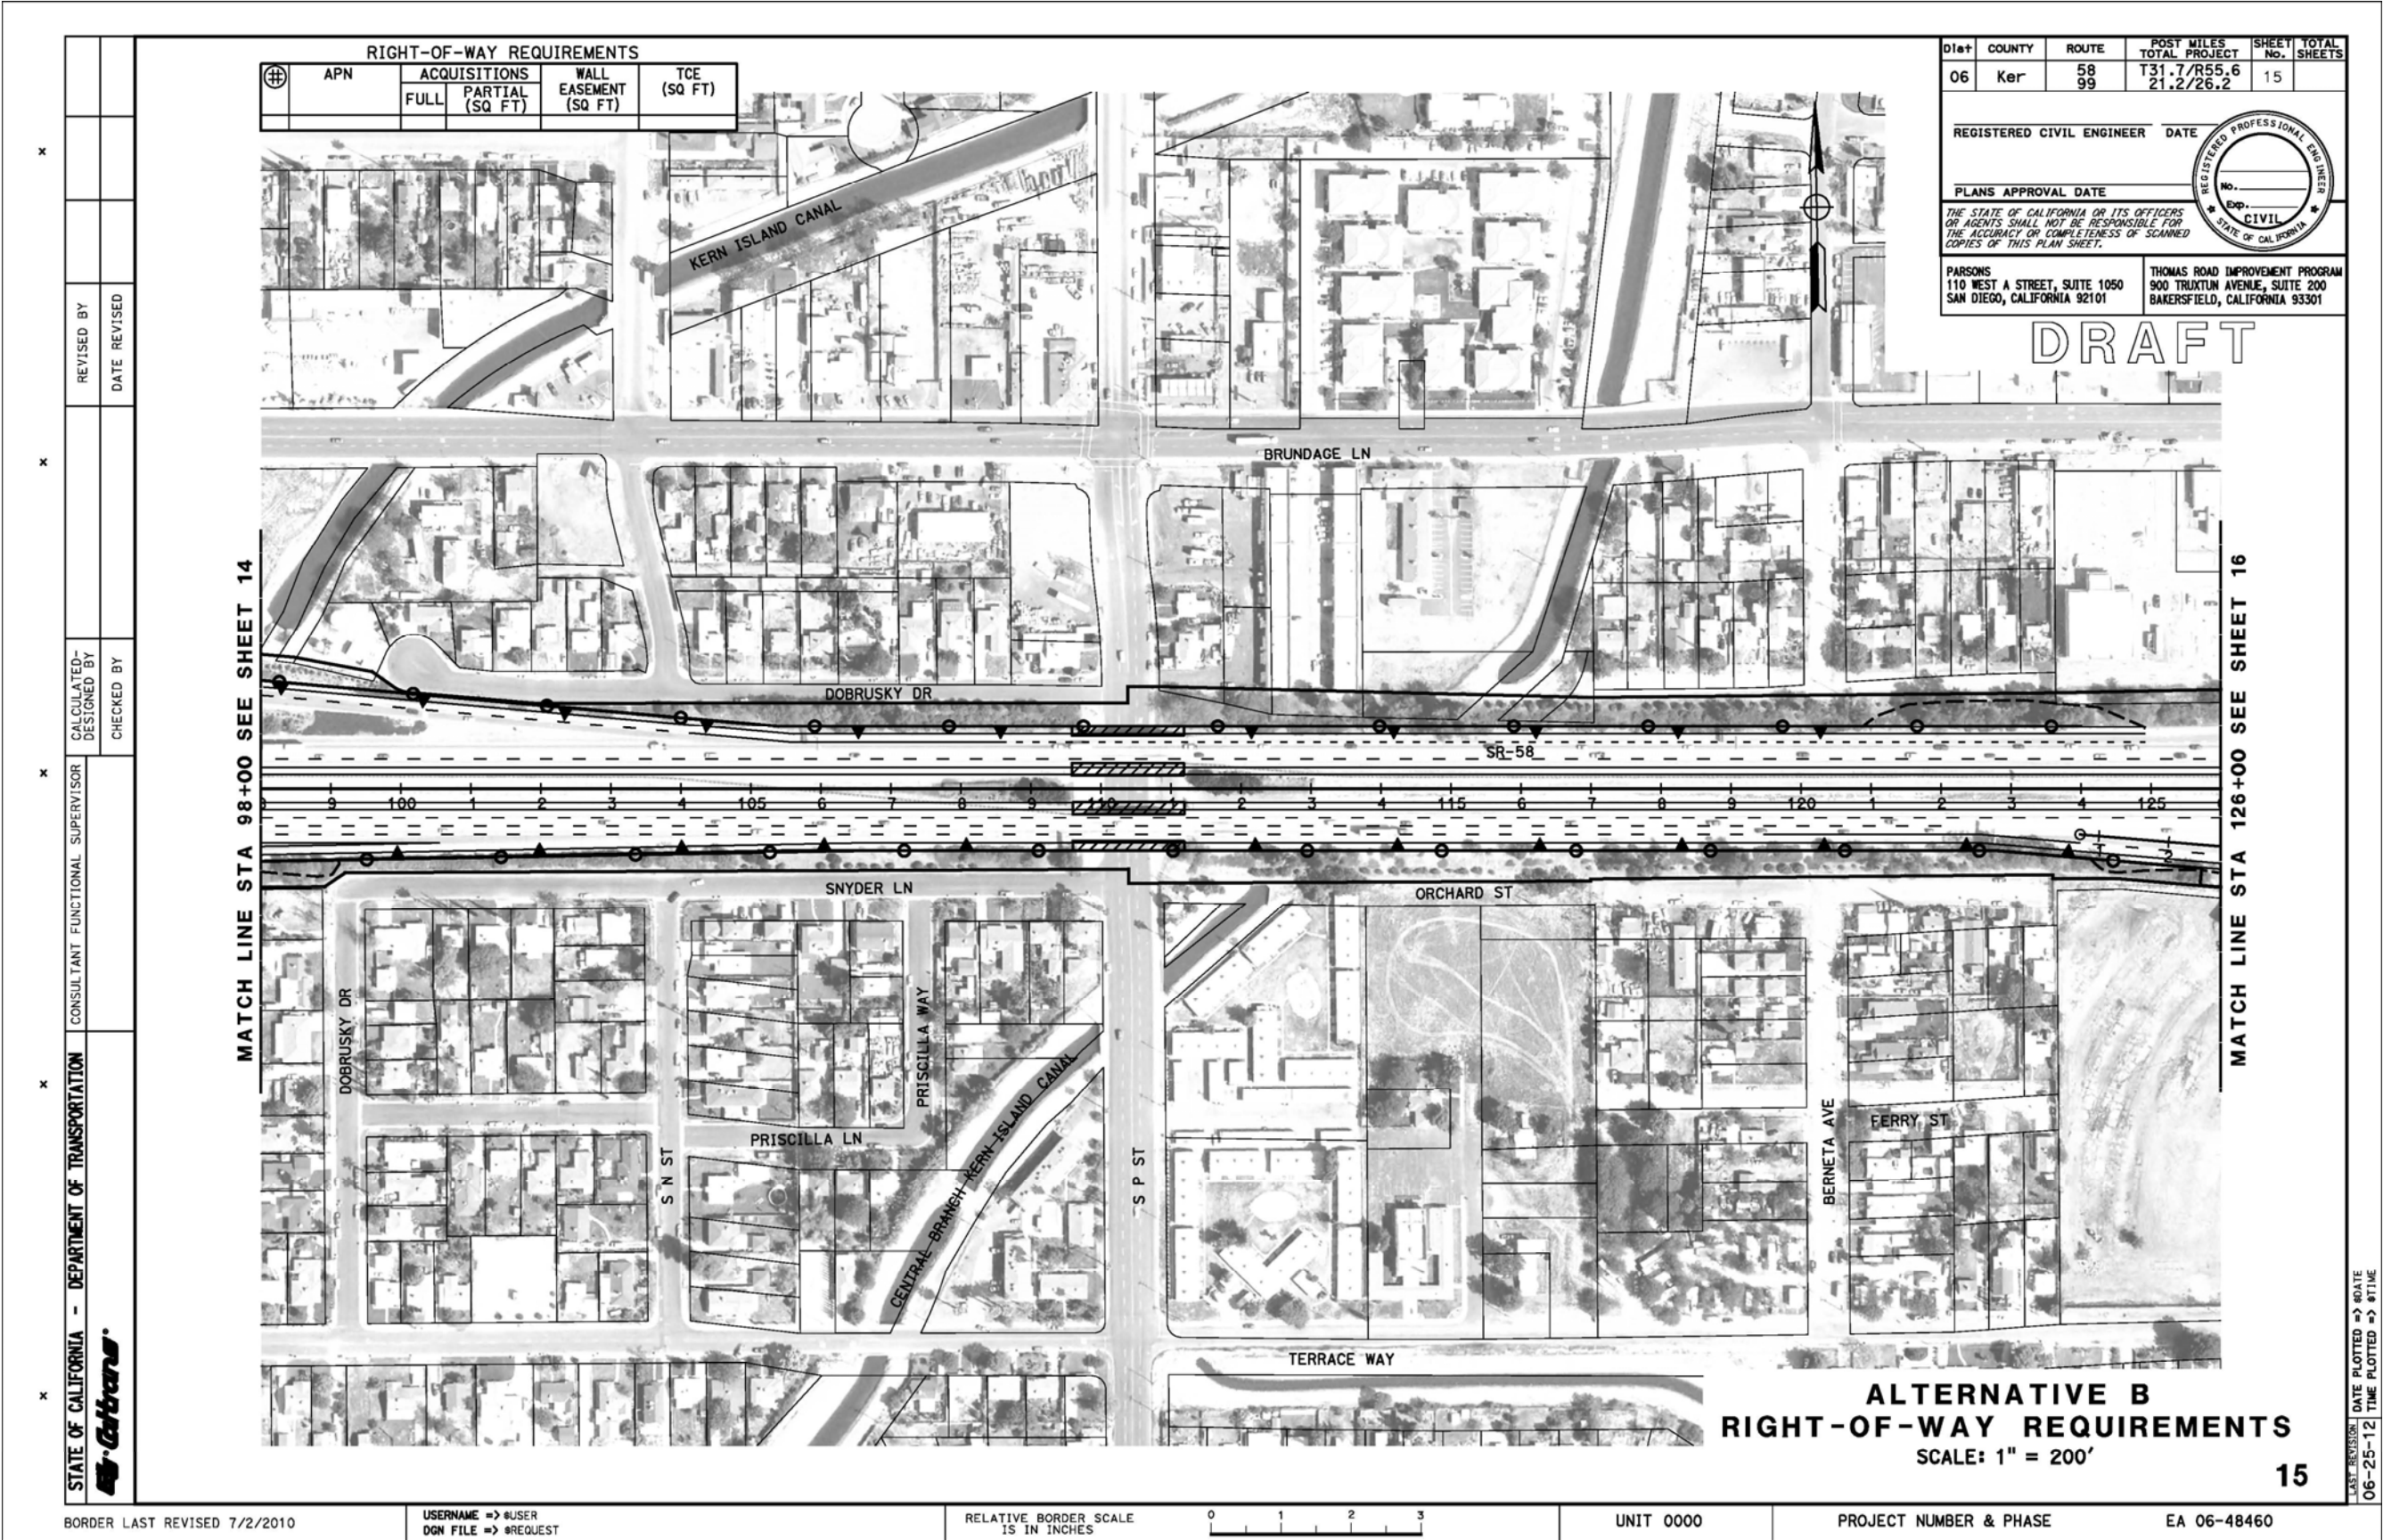 RIGHT-OF-WAY REQUIREMENTS
# APN ACQUISITIONS WALL EASEMENT (SQ FT) TCE (SQ FT)
FULL PARTIAL (SQ FT)
Dist COUNTY ROUTE POST MILES TOTAL PROJECT SHEET No. TOTAL SHEETS
06 Ker 58 99 T31.7/R55.6 21.2/26.2 15
REGISTERED CIVIL ENGINEER DATE
PLANS APPROVAL DATE
THE STATE OF CALIFORNIA OR ITS OFFICERS
OR AGENTS SHALL NOT BE RESPONSIBLE FOR
THE ACCURACY OR COMPLETENESS OF SCANNED
COPIES OF THIS PLAN SHEET.
REGISTERED PROFESSIONAL ENGINEER
No.
Exp.
CIVIL
STATE OF CALIFORNIA
PARSONS
110 WEST A STREET, SUITE 1050
SAN DIEGO, CALIFORNIA 92101
THOMAS ROAD IMPROVEMENT PROGRAM
900 TRUXTUN AVENUE, SUITE 200
BAKERSFIELD, CALIFORNIA 93301
DRAFT
KERN ISLAND CANAL
BRUNDAGE LN
DOBRUSKY DR
SR-58
9 100 1 2 3 4 105 6 7 8 9 110 1 2 3 4 115 6 7 8 9 120 1 2 3 4 125
1 2
SNYDER LN
ORCHARD ST
DOBRUSKY DR
PRISCILLA WAY
PRISCILLA LN
S N ST
CENTRAL BRANCH KERN ISLAND CANAL
S P ST
BERNETA AVE
FERRY ST
TERRACE WAY
MATCH LINE STA 98+00 SEE SHEET 14
MATCH LINE STA 126+00 SEE SHEET 16
ALTERNATIVE B
RIGHT-OF-WAY REQUIREMENTS
SCALE: 1" = 200'
15
REVISED BY
DATE REVISED
CALCULATED-
DESIGNED BY
CHECKED BY
CONSULTANT FUNCTIONAL SUPERVISOR
STATE OF CALIFORNIA - DEPARTMENT OF TRANSPORTATION
Caltrans
LAST REVISION
06-25-12
DATE PLOTTED => $DATE
TIME PLOTTED => $TIME
BORDER LAST REVISED 7/2/2010
USERNAME => $USER
DGN FILE => $REQUEST
RELATIVE BORDER SCALE
IS IN INCHES
0 1 2 3
UNIT 0000
PROJECT NUMBER & PHASE
EA 06-48460